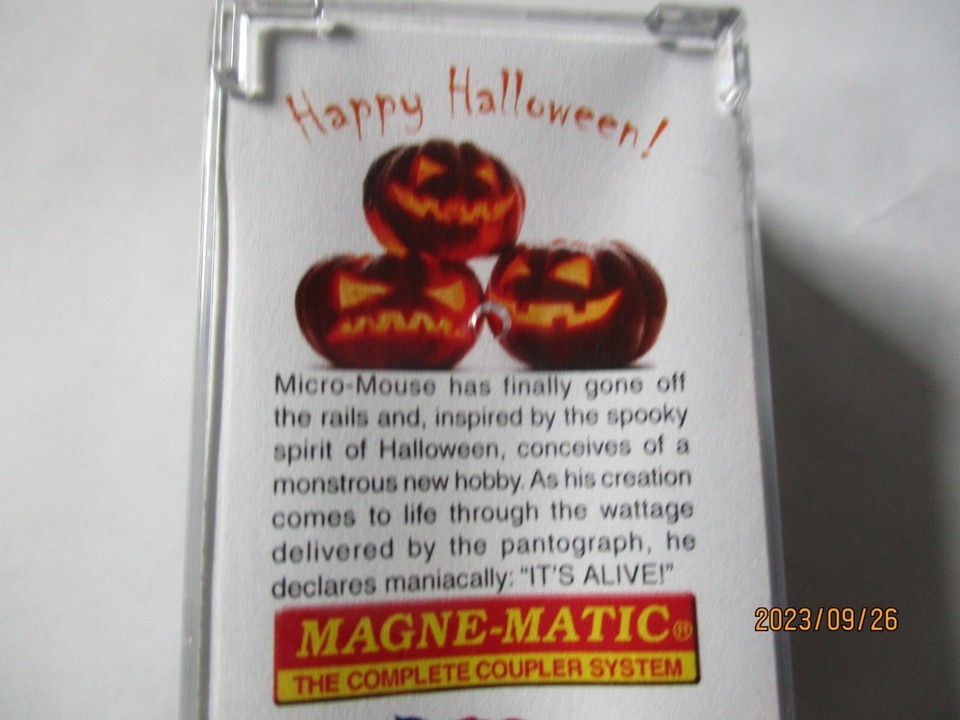 Happy Halloween!
Micro-Mouse has finally gone off
the rails and, inspired by the spooky
spirit of Halloween, conceives of a
monstrous new hobby. As his creation
comes to life through the wattage
delivered by the pantograph, he
declares maniacally: "IT'S ALIVE!"
MAGNE-MATIC®
THE COMPLETE COUPLER SYSTEM
2023/09/26